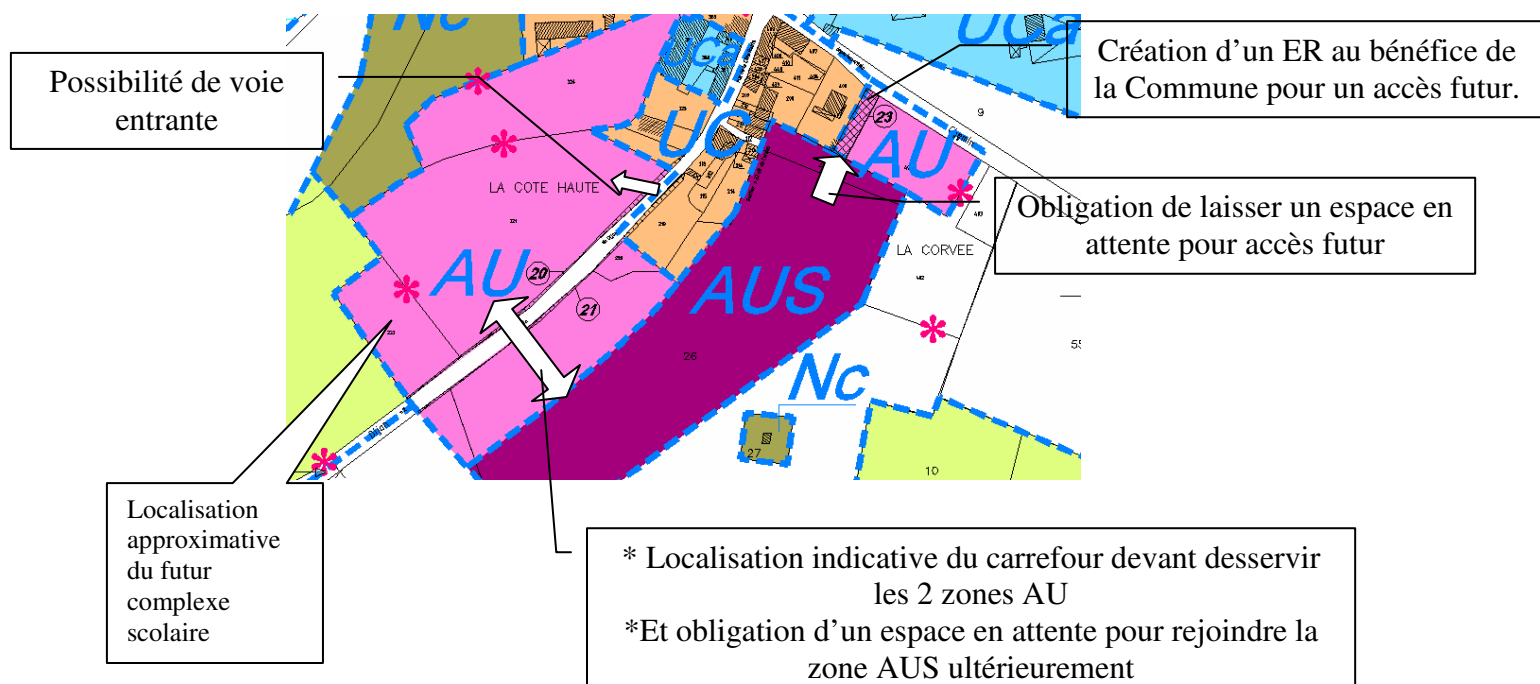 Possibilité de voie
entrante
Création d’un ER au bénéfice de
la Commune pour un accès futur.
Nc
UCa
UCa
9
23
UC
AU
LA COTE HAUTE
Obligation de laisser un espace en
attente pour accès futur
LA CORVEE
AU
20
AUS
21
26
55
Nc
27
10
Localisation
approximative
du futur
complexe
scolaire
* Localisation indicative du carrefour devant desservir
les 2 zones AU
*Et obligation d’un espace en attente pour rejoindre la
zone AUS ultérieurement